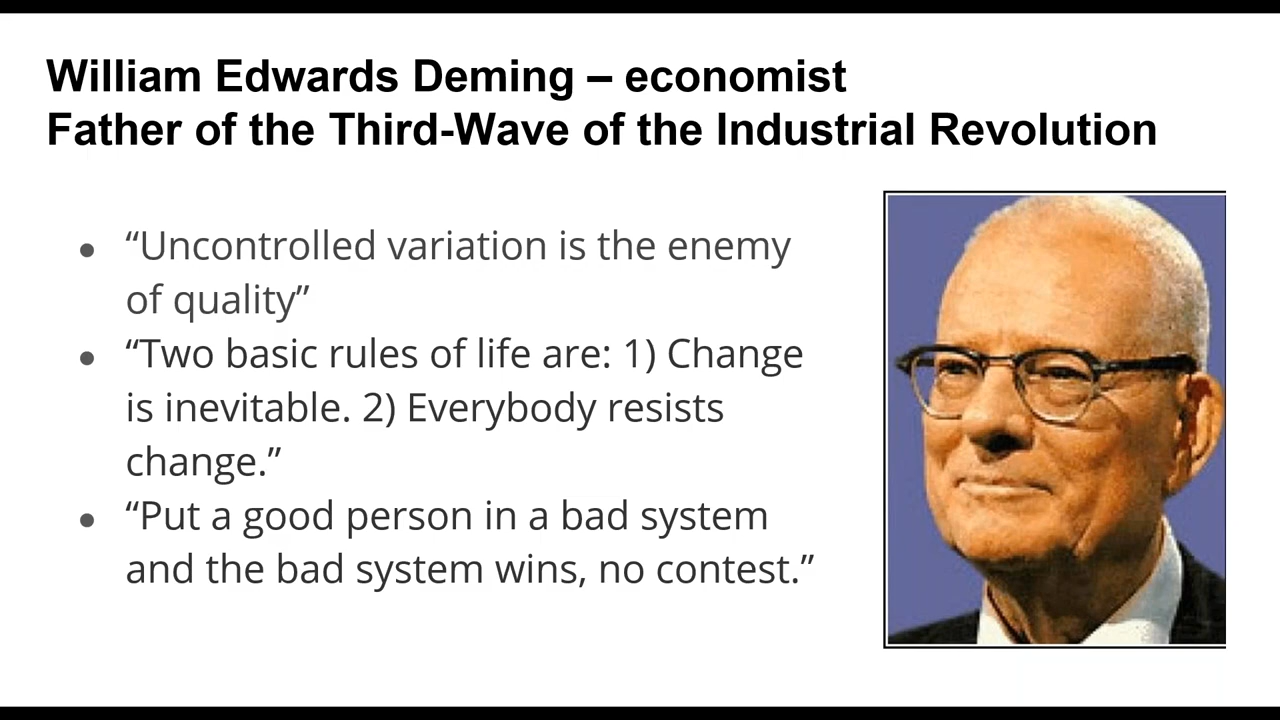 William Edwards Deming – economist
Father of the Third-Wave of the Industrial Revolution
● “Uncontrolled variation is the enemy
of quality”
● “Two basic rules of life are: 1) Change
is inevitable. 2) Everybody resists
change.”
● “Put a good person in a bad system
and the bad system wins, no contest.”